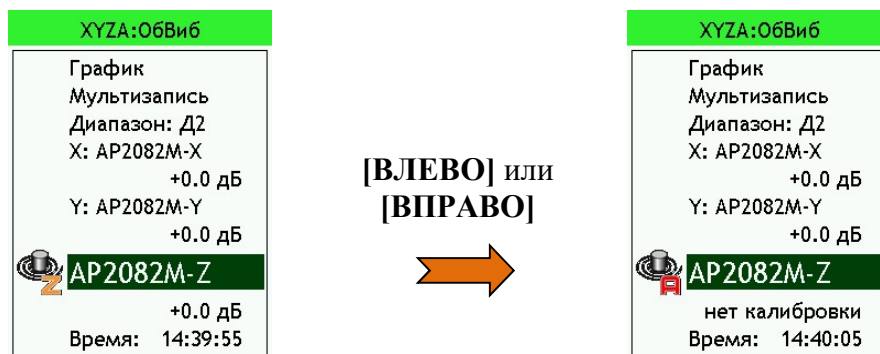 XYZA:ОбВиб
График
Мультизапись
Диапазон: Д2
X: AP2082M-X
+0.0 дБ
Y: AP2082M-Y
+0.0 дБ
Z
AP2082M-Z
+0.0 дБ
Время: 14:39:55
[ВЛЕВО] или
[ВПРАВО]
XYZA:ОбВиб
График
Мультизапись
Диапазон: Д2
X: AP2082M-X
+0.0 дБ
Y: AP2082M-Y
+0.0 дБ
A
AP2082M-Z
нет калибровки
Время: 14:40:05